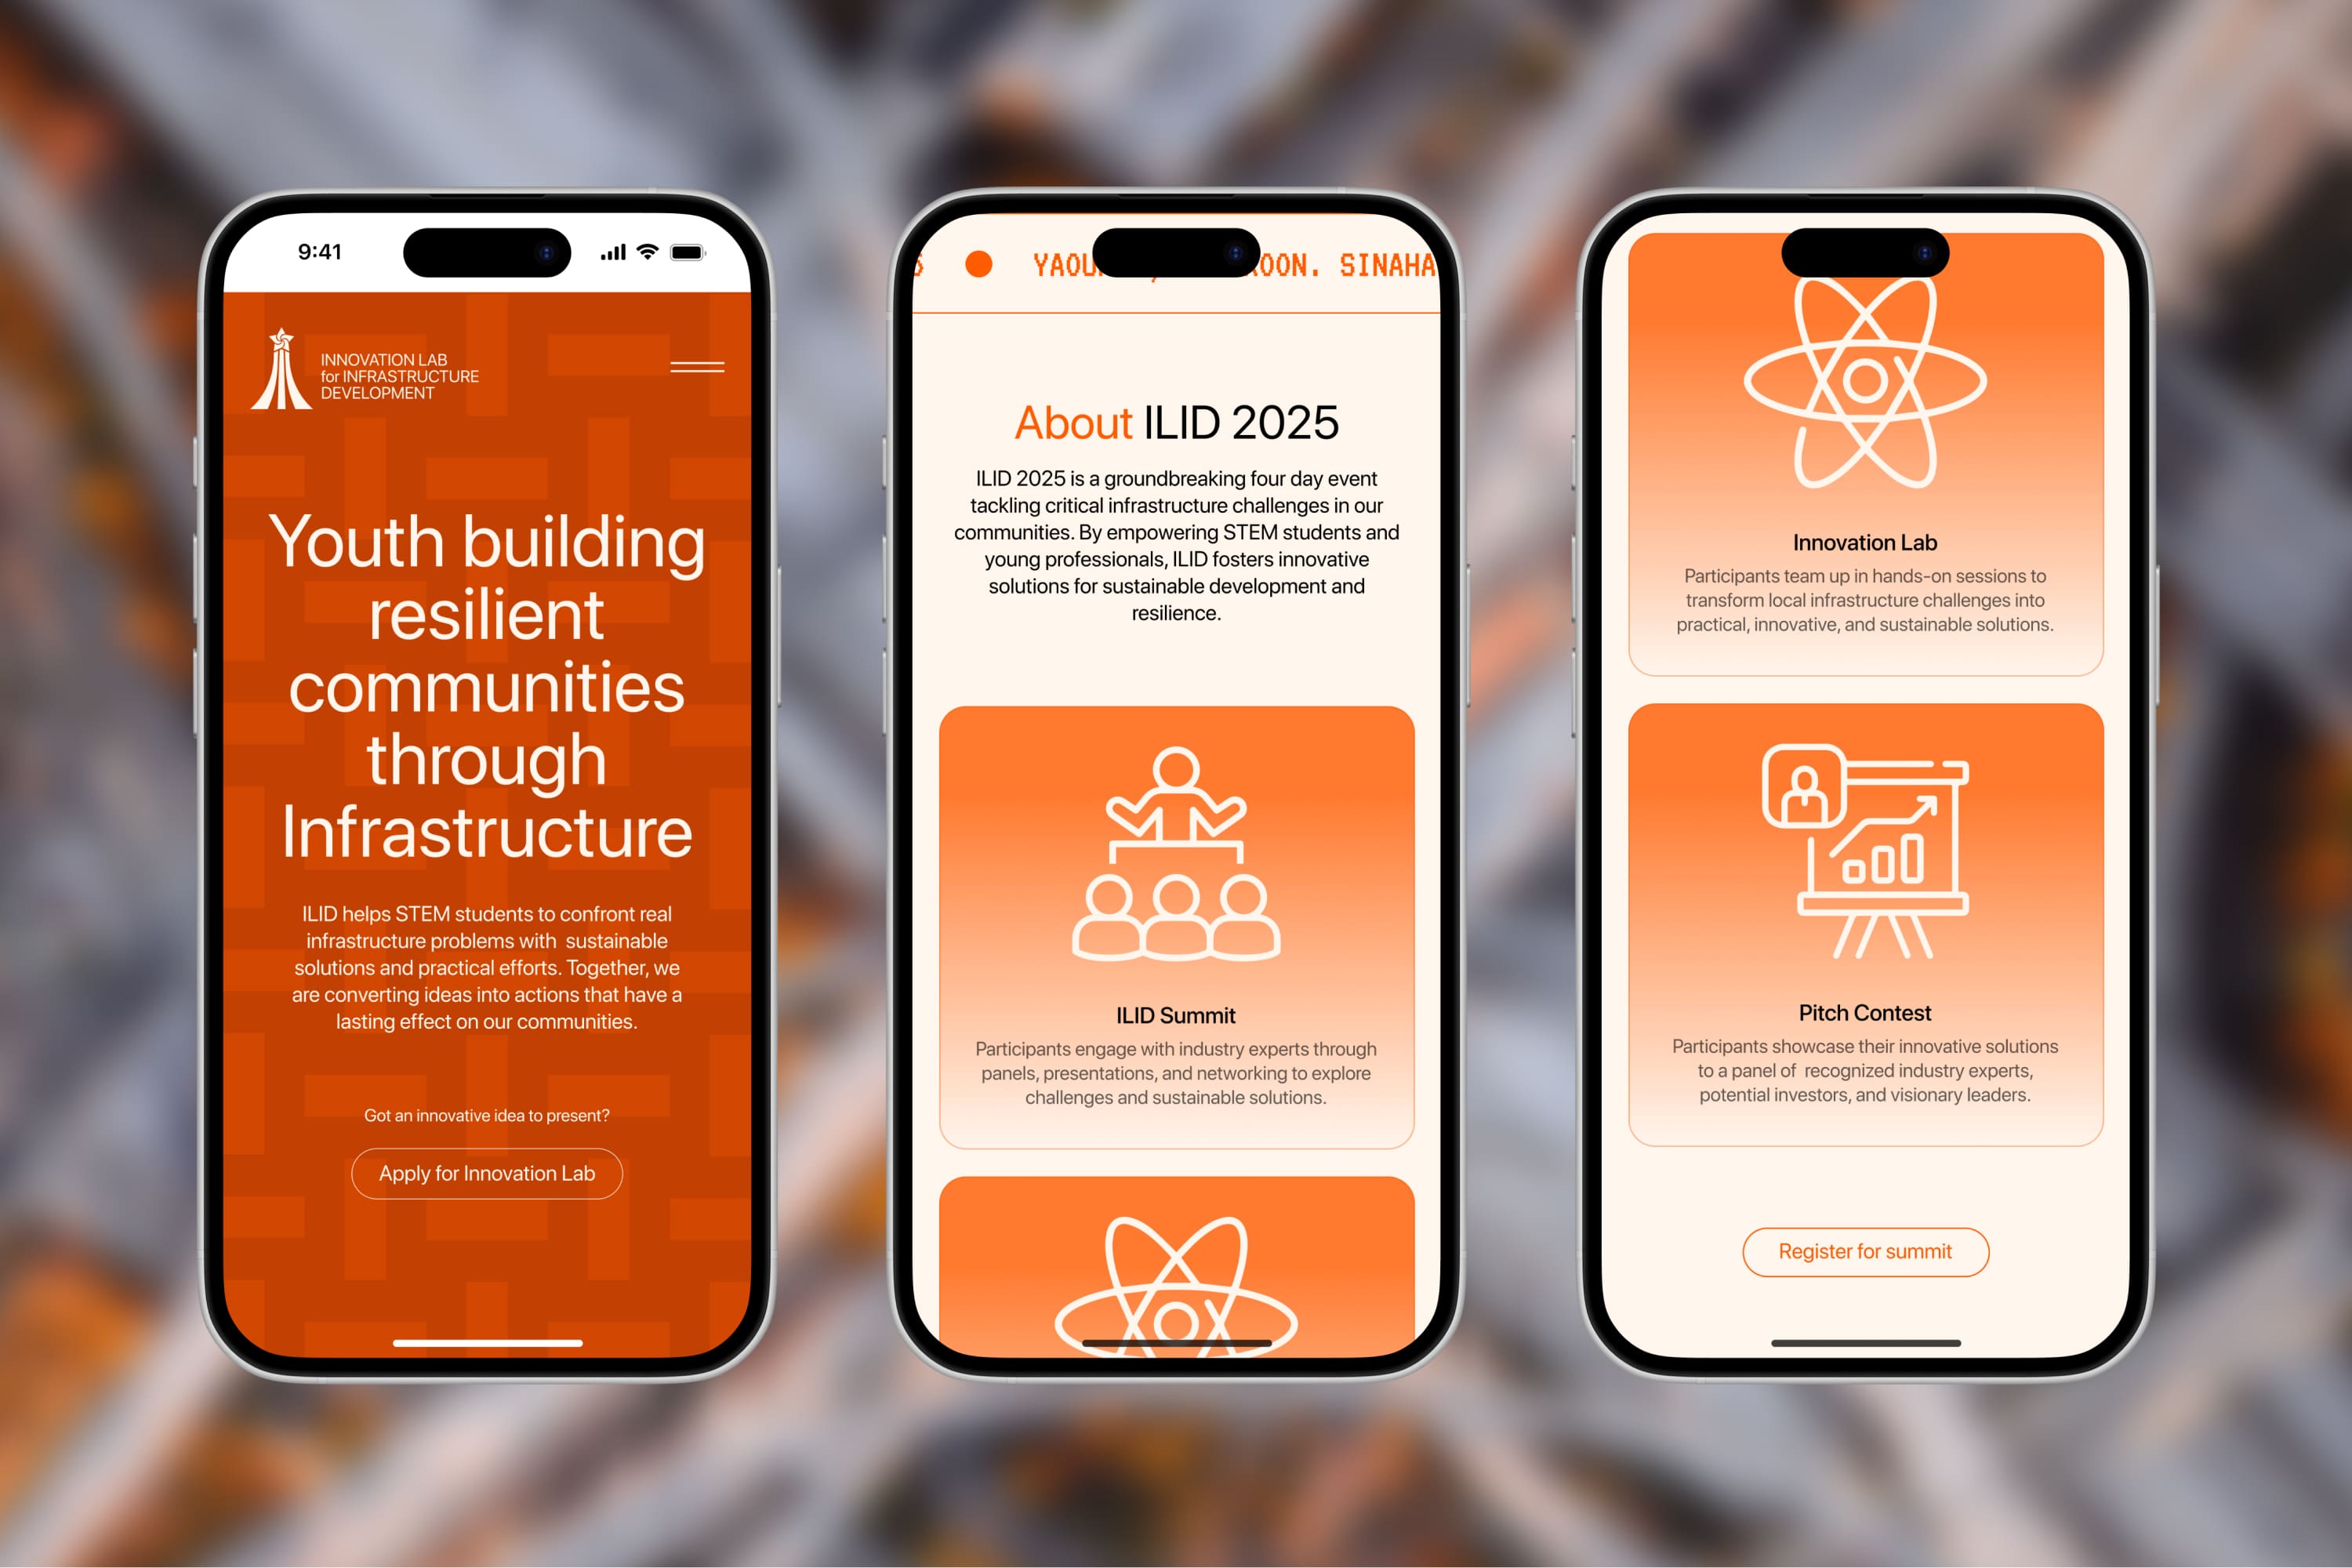 9:41
INNOVATION LAB
for INFRASTRUCTURE
DEVELOPMENT
Youth building
resilient
communities
through
Infrastructure
ILID helps STEM students to confront real
infrastructure problems with  sustainable
solutions and practical efforts. Together, we
are converting ideas into actions that have a
lasting effect on our communities.
Got an innovative idea to present?
Apply for Innovation Lab
SINAHA
About ILID 2025
ILID 2025 is a groundbreaking four day event
tackling critical infrastructure challenges in our
communities. By empowering STEM students and
young professionals, ILID fosters innovative
solutions for sustainable development and
resilience.
ILID Summit
Participants engage with industry experts through
panels, presentations, and networking to explore
challenges and sustainable solutions.
Innovation Lab
Participants team up in hands-on sessions to
transform local infrastructure challenges into
practical, innovative, and sustainable solutions.
Pitch Contest
Participants showcase their innovative solutions
to a panel of  recognized industry experts,
potential investors, and visionary leaders.
Register for summit